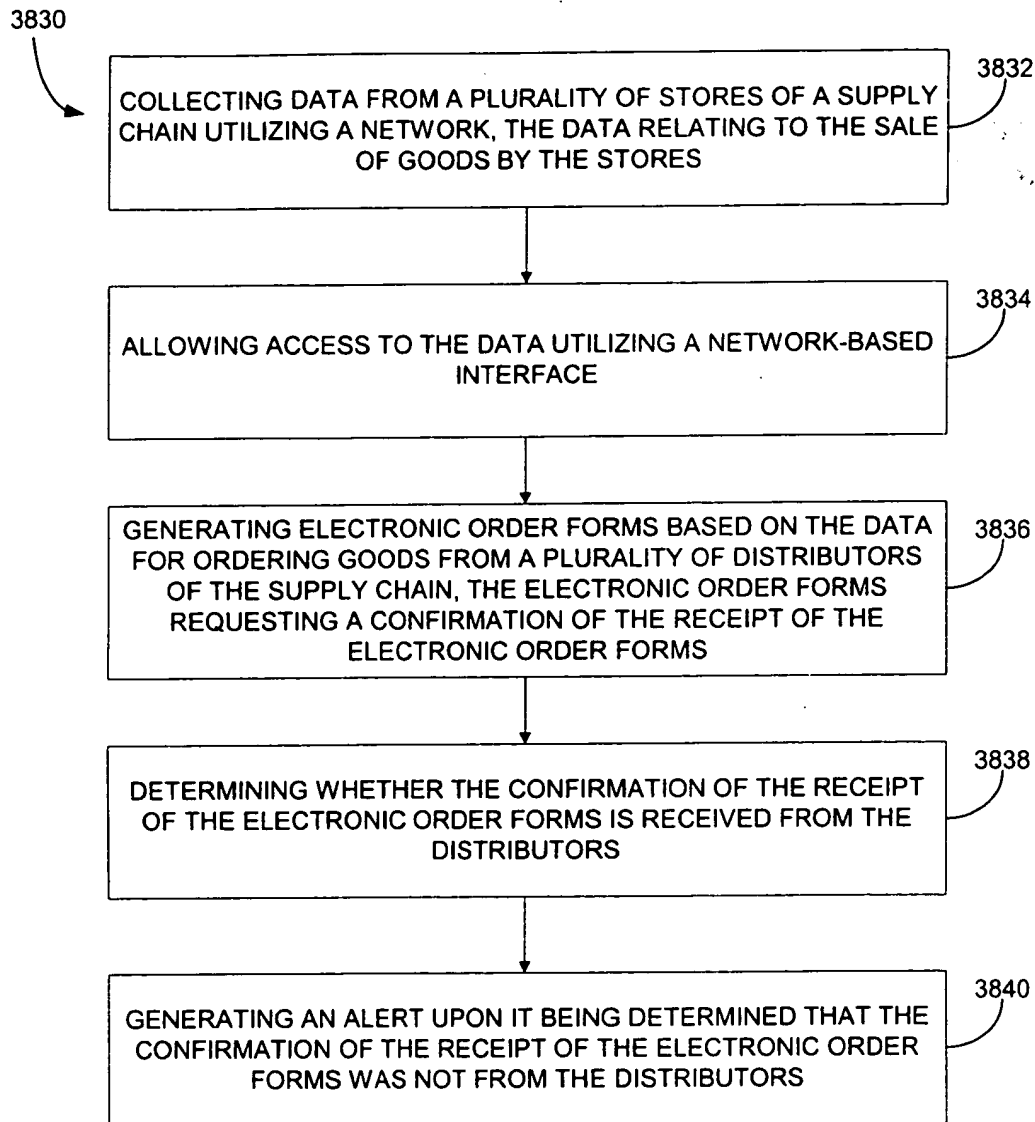 3830
3832
COLLECTING DATA FROM A PLURALITY OF STORES OF A SUPPLY
CHAIN UTILIZING A NETWORK, THE DATA RELATING TO THE SALE
OF GOODS BY THE STORES
3834
ALLOWING ACCESS TO THE DATA UTILIZING A NETWORK-BASED
INTERFACE
3836
GENERATING ELECTRONIC ORDER FORMS BASED ON THE DATA
FOR ORDERING GOODS FROM A PLURALITY OF DISTRIBUTORS
OF THE SUPPLY CHAIN, THE ELECTRONIC ORDER FORMS
REQUESTING A CONFIRMATION OF THE RECEIPT OF THE
ELECTRONIC ORDER FORMS
3838
DETERMINING WHETHER THE CONFIRMATION OF THE RECEIPT
OF THE ELECTRONIC ORDER FORMS IS RECEIVED FROM THE
DISTRIBUTORS
3840
GENERATING AN ALERT UPON IT BEING DETERMINED THAT THE
CONFIRMATION OF THE RECEIPT OF THE ELECTRONIC ORDER
FORMS WAS NOT FROM THE DISTRIBUTORS